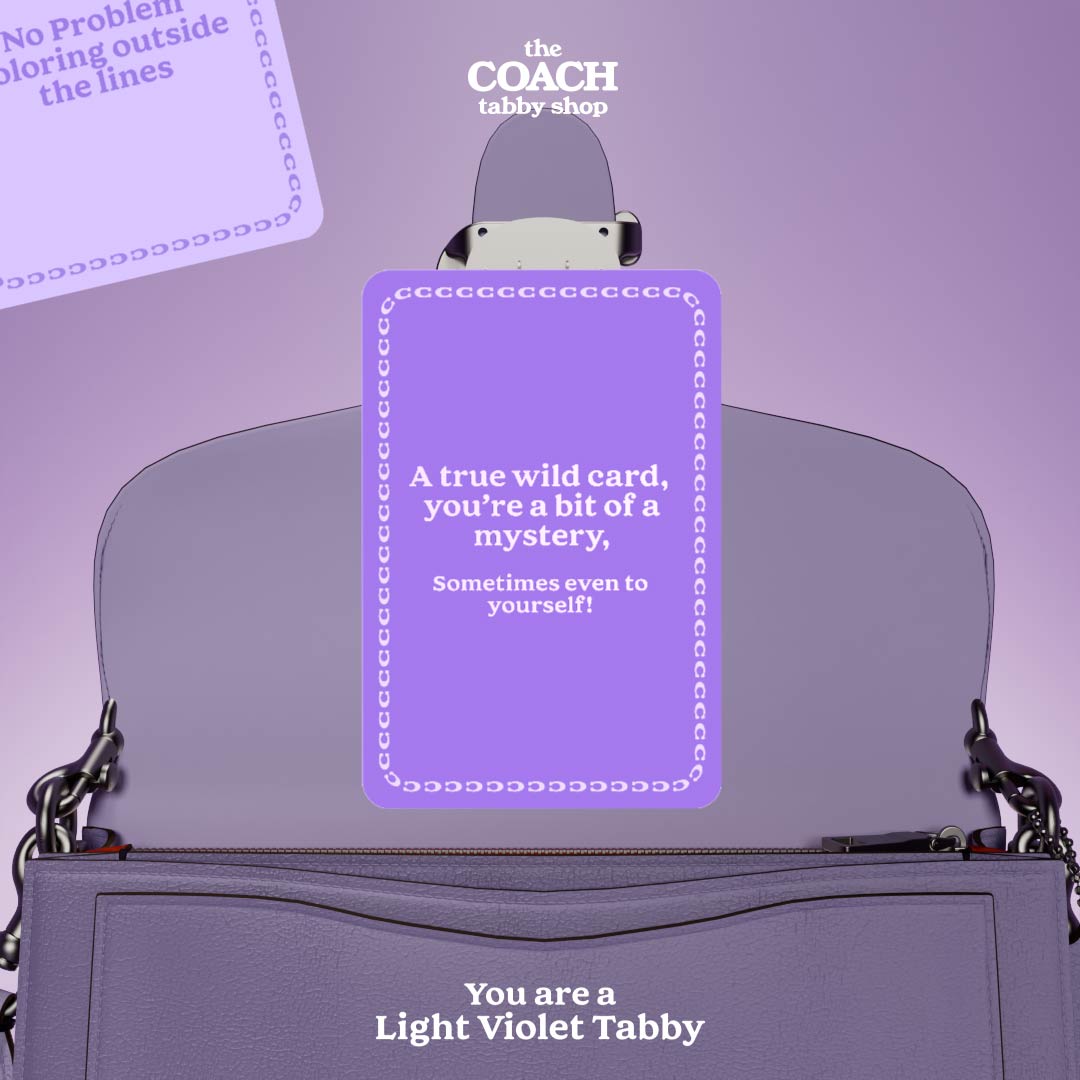 No Problem
oloring outside
the lines
the
COACH
tabby shop
A true wild card,
you're a bit of a
mystery,
Sometimes even to
yourself!
You are a
Light Violet Tabby